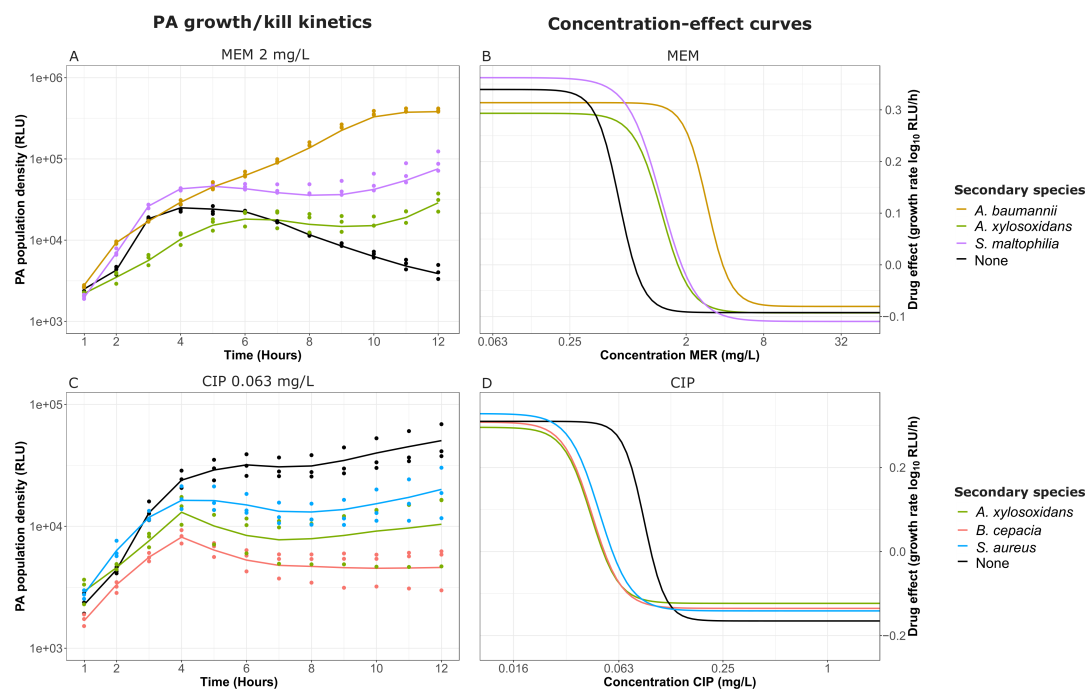 PA growth/kill kinetics
Concentration-effect curves
A
MEM 2 mg/L
1e+06
1e+05
1e+04
1e+03
PA population density (RLU)
1 2 4 6 8 10 12
Time (Hours)
B
MEM
0.3
0.2
0.1
0.0
−0.1
Drug effect (growth rate log10 RLU/h)
0.063 0.25 2 8 32
Concentration MER (mg/L)
Secondary species
A. baumannii
A. xylosoxidans
S. maltophilia
None
C
CIP 0.063 mg/L
1e+05
1e+04
1e+03
PA population density (RLU)
1 2 4 6 8 10 12
Time (Hours)
D
CIP
0.2
0.0
−0.2
Drug effect (growth rate log10 RLU/h)
0.016 0.063 0.25 1
Concentration CIP (mg/L)
Secondary species
A. xylosoxidans
B. cepacia
S. aureus
None